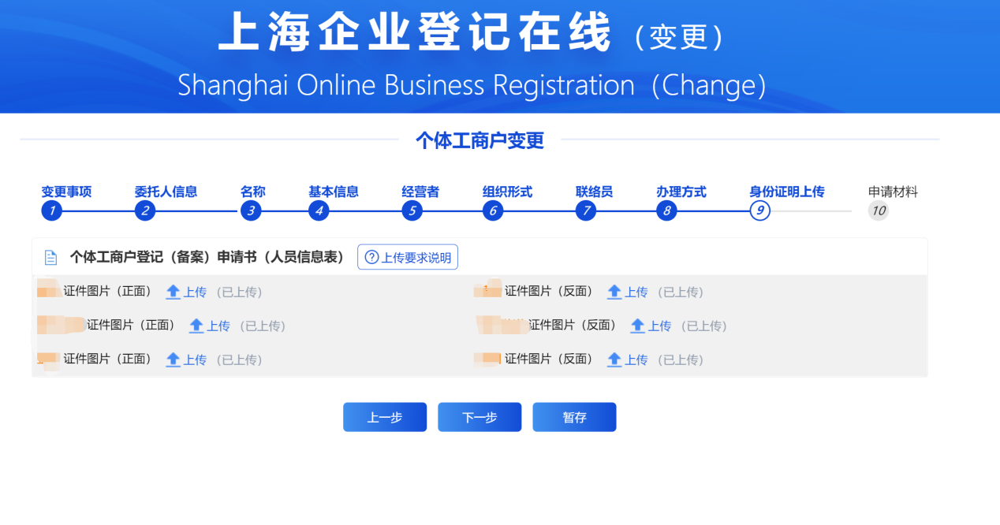 上海企业登记在线（变更）
Shanghai Online Business Registration（Change）
个体工商户变更
变更事项 委托人信息 名称 基本信息 经营者 组织形式 联络员 办理方式 身份证明上传 申请材料
1 2 3 4 5 6 7 8 9 10
个体工商户登记（备案）申请书（人员信息表） ? 上传要求说明
证件图片（正面） 上传 （已上传） 证件图片（反面） 上传 （已上传）
证件图片（正面） 上传 （已上传） 证件图片（反面） 上传 （已上传）
证件图片（正面） 上传 （已上传） 证件图片（反面） 上传 （已上传）
上一步 下一步 暂存